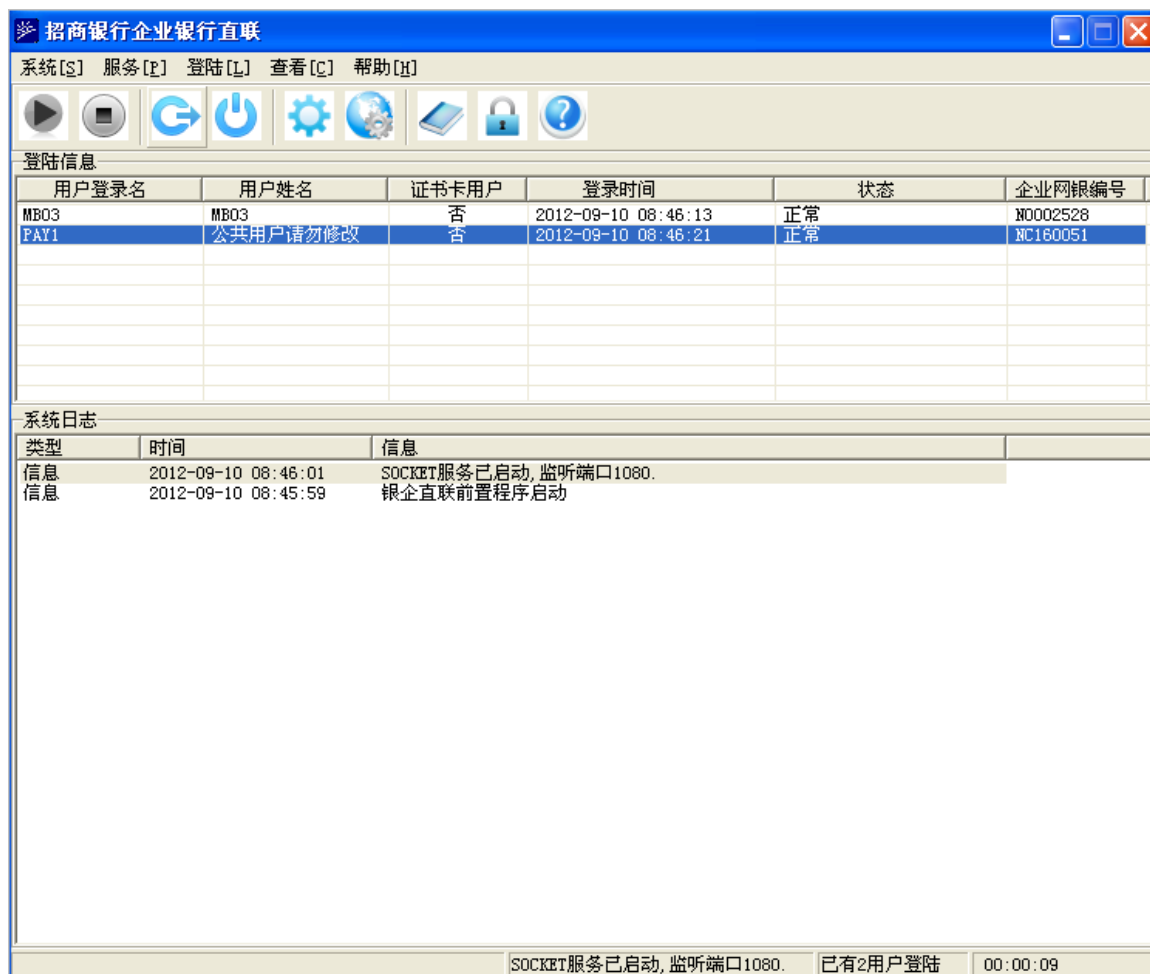 招商银行企业银行直联
系统[S] 服务[P] 登陆[L] 查看[C] 帮助[H]
登陆信息
用户登录名 用户姓名 证书卡用户 登录时间 状态 企业网银编号
MB03 MB03 否 2012-09-10 08:46:13 正常 N0002528
PAY1 公共用户请勿修改 否 2012-09-10 08:46:21 正常 NC160051
系统日志
类型 时间 信息
信息 2012-09-10 08:46:01 SOCKET服务已启动,监听端口1080.
信息 2012-09-10 08:45:59 银企直联前置程序启动
SOCKET服务已启动,监听端口1080. 已有2用户登陆 00:00:09